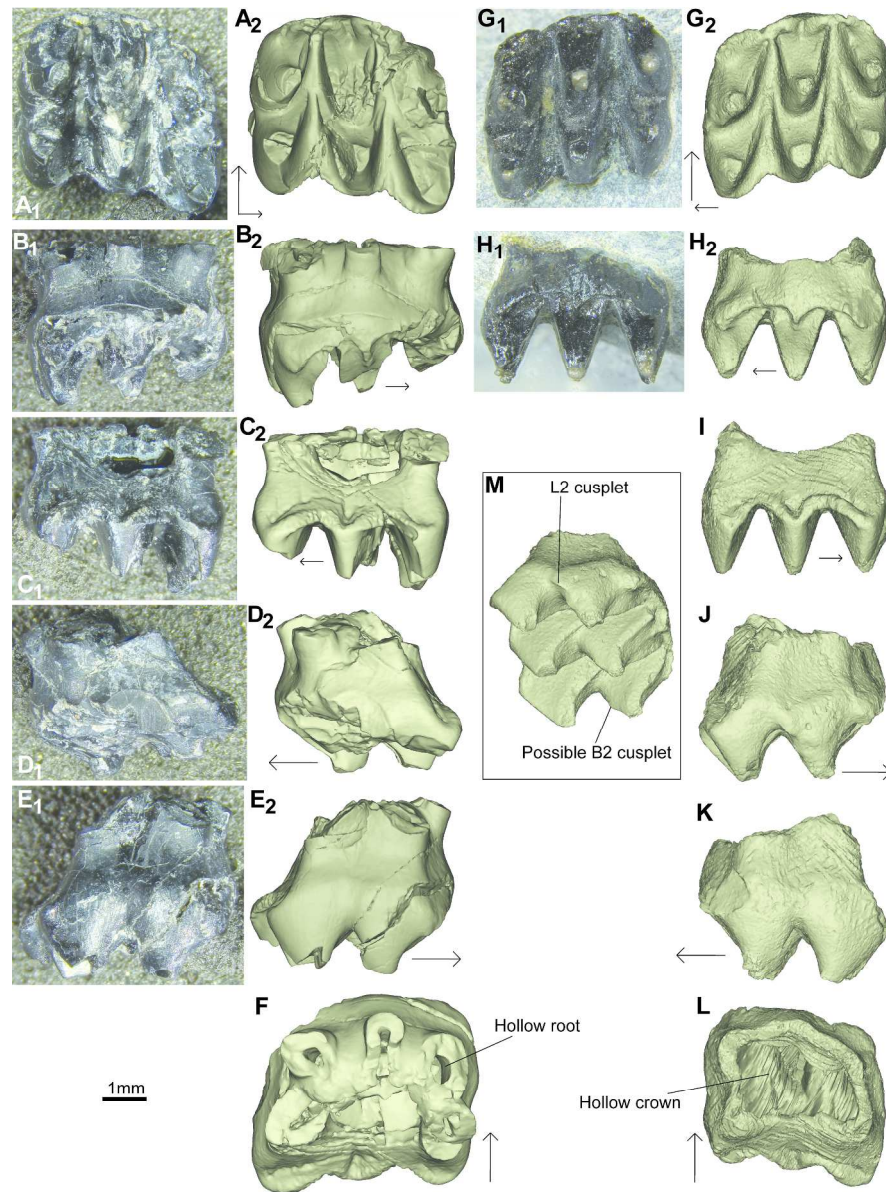 A1
A2
G1
G2
B1
B2
H1
H2
C1
C2
I
M
L2 cusplet
D1
D2
J
Possible B2 cusplet
E1
E2
K
F
Hollow root
L
Hollow crown
1mm